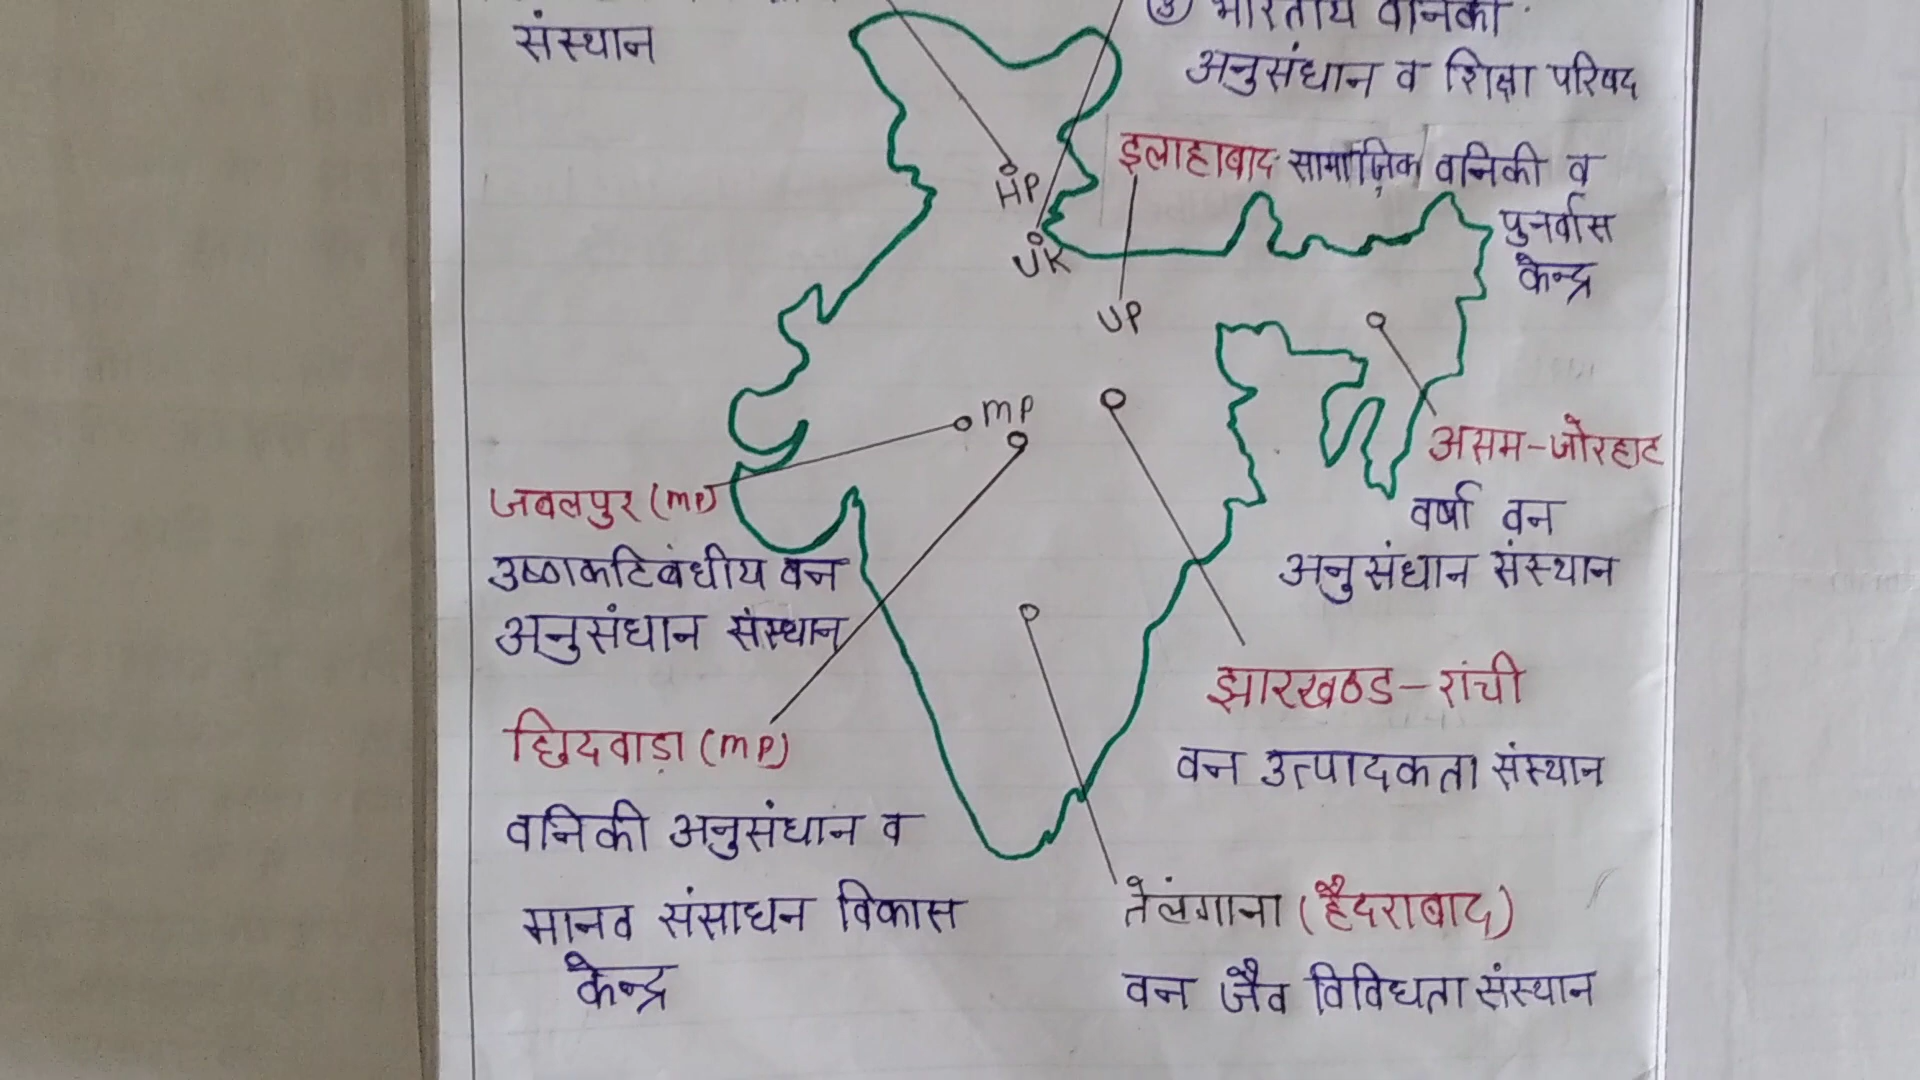 संस्थान
③ भारतीय वानिकी
अनुसंधान व शिक्षा परिषद
इलाहाबाद- सामाजिक वनिकी व
पुनर्वास
केन्द्र
HP
UK
UP
MP
असम-जोरहाट
वर्षा वन
अनुसंधान संस्थान
जबलपुर (MP)
उष्णकटिबंधीय वन
अनुसंधान संस्थान
झारखण्ड-रांची
वन उत्पादकता संस्थान
छिदवाड़ा (MP)
वनिकी अनुसंधान व
मानव संसाधन विकास
केन्द्र
तेलंगाना (हैदराबाद)
वन जैव विविधता संस्थान